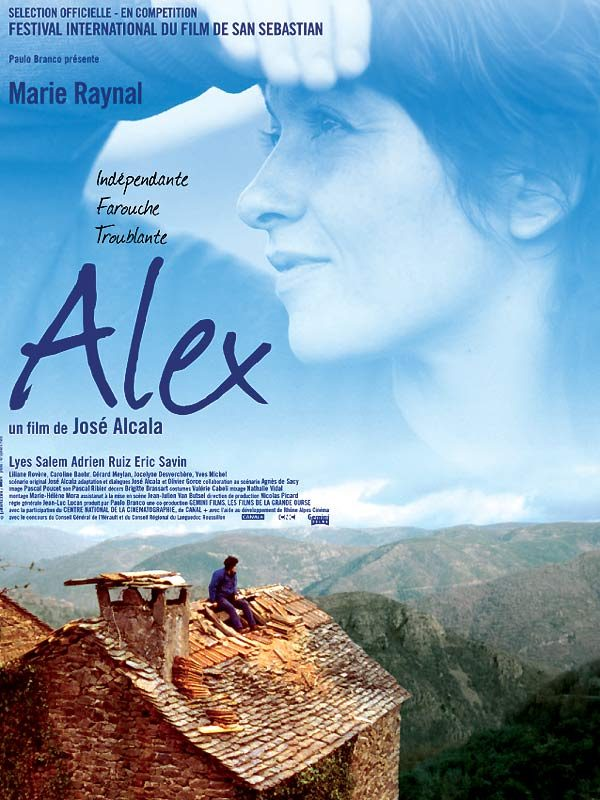 SELECTION OFFICIELLE - EN COMPETITION
FESTIVAL INTERNATIONAL DU FILM DE SAN SEBASTIAN
Paulo Branco présente
Marie Raynal
Indépendante
Farouche
Troublante
Alex
un film de José Alcala
Lyes Salem Adrien Ruiz Eric Savin
Liliane Rovère, Caroline Baehr, Gérard Meylan, Jocelyne Desverchère, Yves Michel
scénario original José Alcala adaptation et dialogues José Alcala et Olivier Gorce collaboration au scénario Agnès de Sacy
image Pascal Poucet son Pascal Ribier décors Brigitte Brassart costumes Valérie Cabeli mixage Nathalie Vidal
montage Marie-Hélène Mora assistanat à la mise en scène Jean-Julien Van Butsel direction de production Nicolas Picard
régie générale Jean-Luc Lucas produit par Paulo Branco une co-production GEMINI FILMS, LES FILMS DE LA GRANDE OURSE
avec la participation du CENTRE NATIONAL DE LA CINEMATOGRAPHIE, de CANAL + avec l'aide au développement de Rhône Alpes Cinéma
avec le concours du Conseil Général de l'Hérault et du Conseil Régional du Languedoc Roussillon
CANAL+ CNC Gemini FILMS